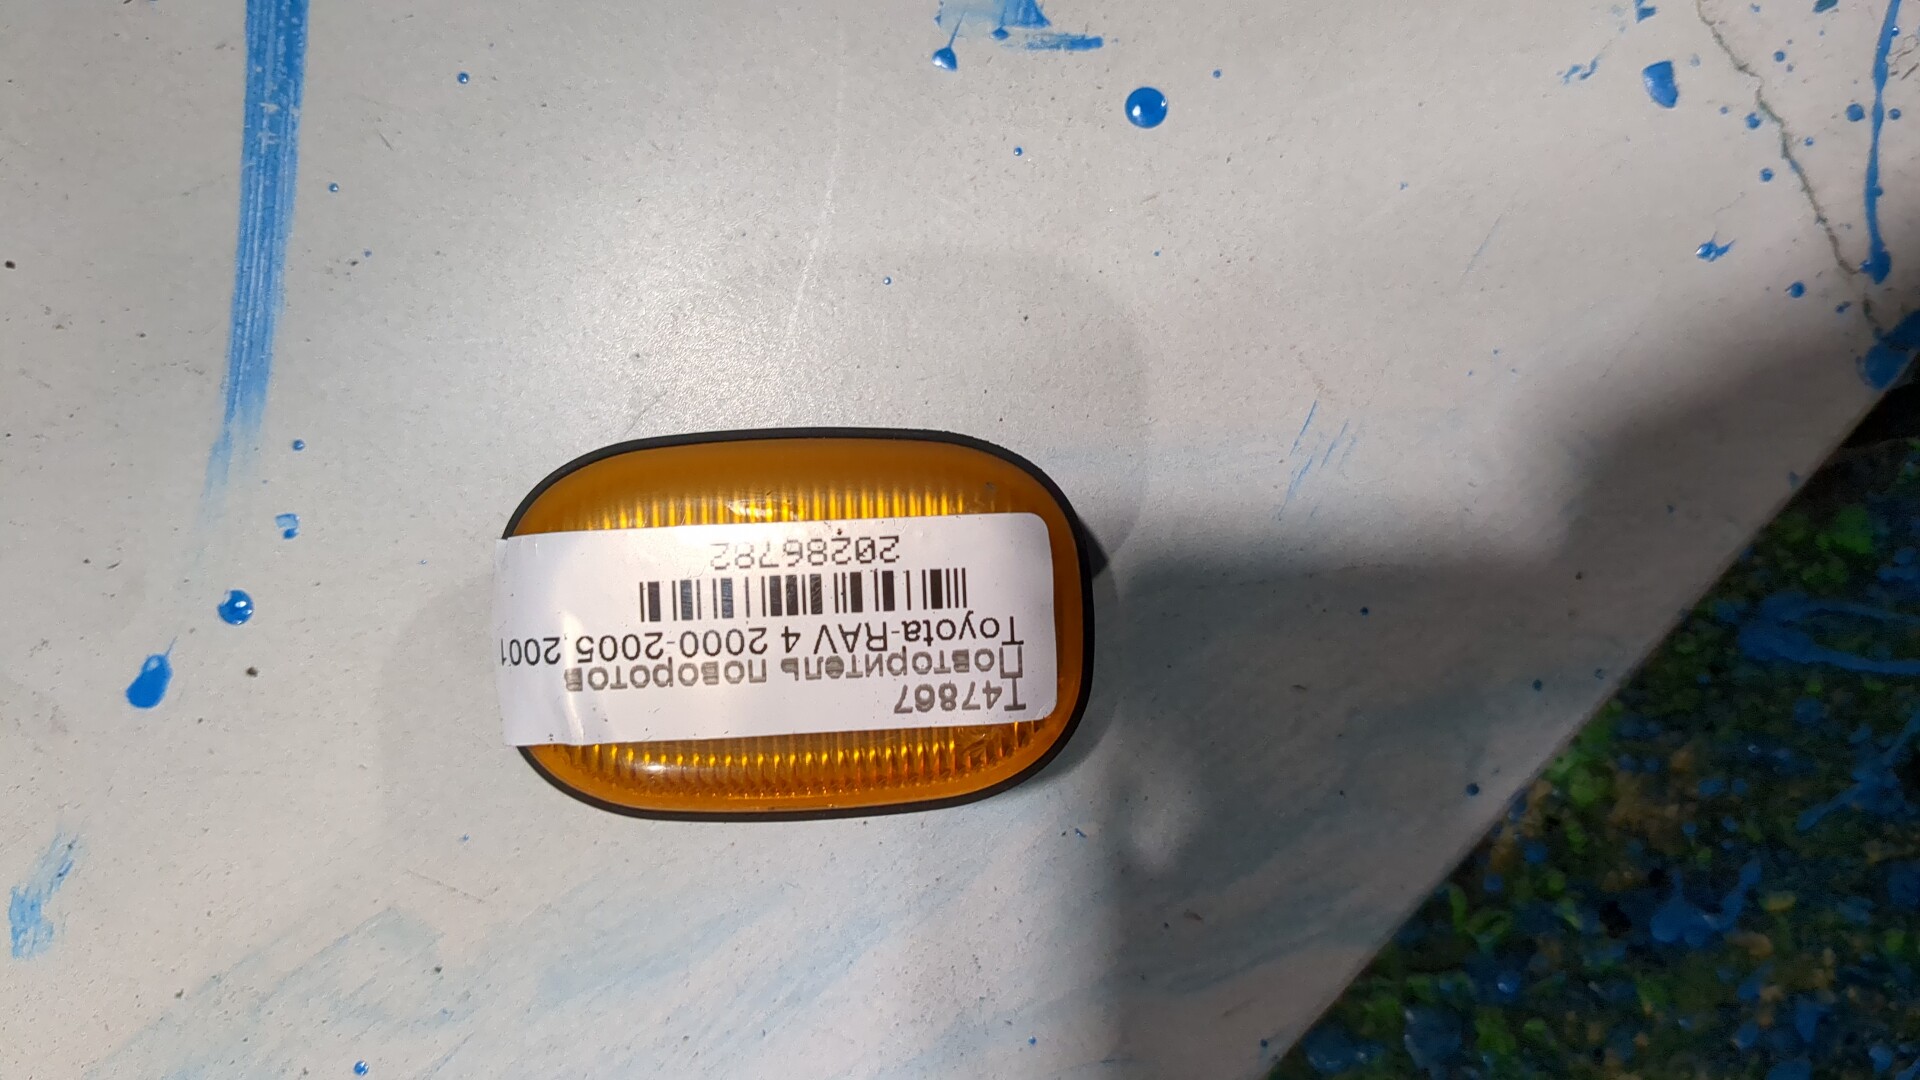 T47867
Повторитель поворотов
Toyota-RAV 4 2000-2005, 2001
20286782